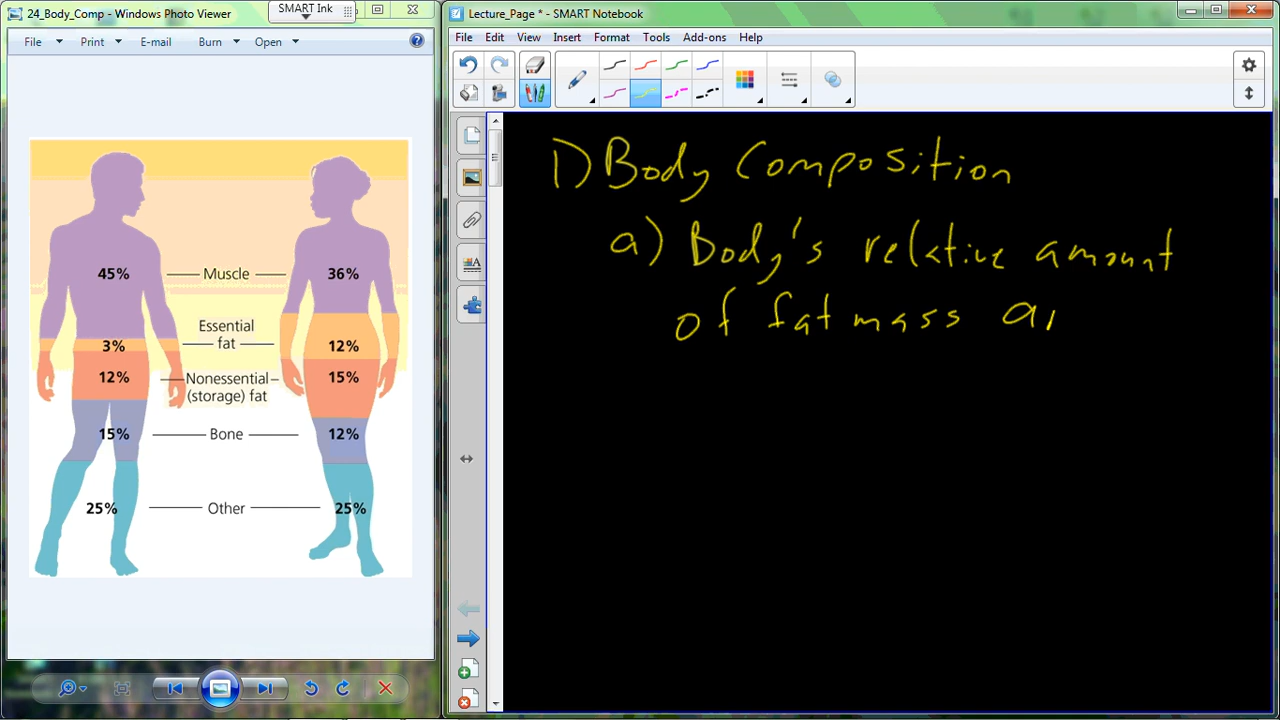 24_Body_Comp - Windows Photo Viewer
SMART Ink
File Print E-mail Burn Open
45% Muscle 36%
Essential
fat
3% 12%
12% Nonessential 15%
(storage) fat
15% Bone 12%
25% Other 25%
Lecture_Page * - SMART Notebook
File Edit View Insert Format Tools Add-ons Help
1) Body Composition
a) Body's relative amount
of fat mass